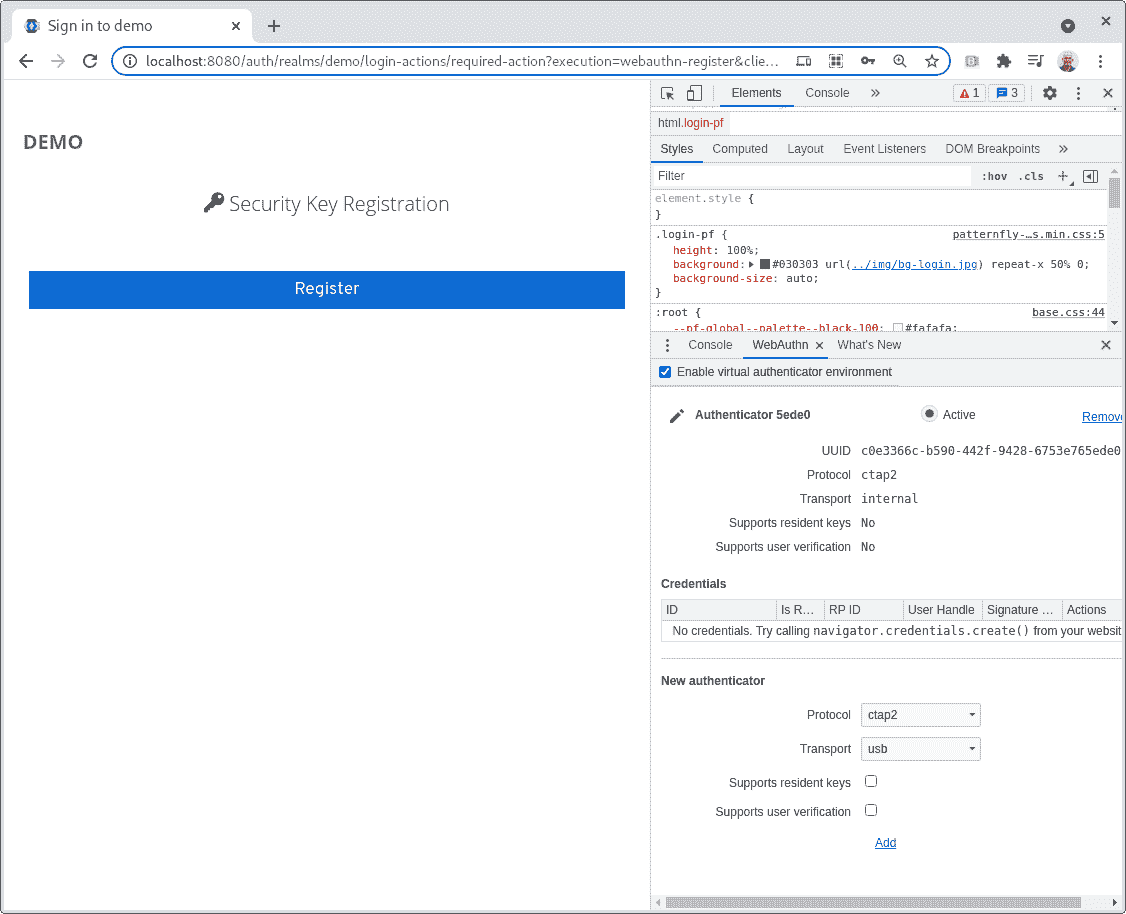 Sign in to demo
localhost:8080/auth/realms/demo/login-actions/required-action?execution=webauthn-register&clie…
DEMO
Security Key Registration
Register
Elements Console » 1 3
html.login-pf
Styles Computed Layout Event Listeners DOM Breakpoints »
Filter :hov .cls +
element.style {
}
.login-pf { patternfly-…s.min.css:5
height: 100%;
background: #030303 url(../img/bg-login.jpg) repeat-x 50% 0;
background-size: auto;
}
:root { base.css:44
--pf-global--palette--black-100: #fafafa;
Console WebAuthn What's New
Enable virtual authenticator environment
Authenticator 5ede0 Active Remove
UUID c0e3366c-b590-442f-9428-6753e765ede0
Protocol ctap2
Transport internal
Supports resident keys No
Supports user verification No
Credentials
ID Is R… RP ID User Handle Signature … Actions
No credentials. Try calling navigator.credentials.create() from your websit
New authenticator
Protocol ctap2
Transport usb
Supports resident keys
Supports user verification
Add